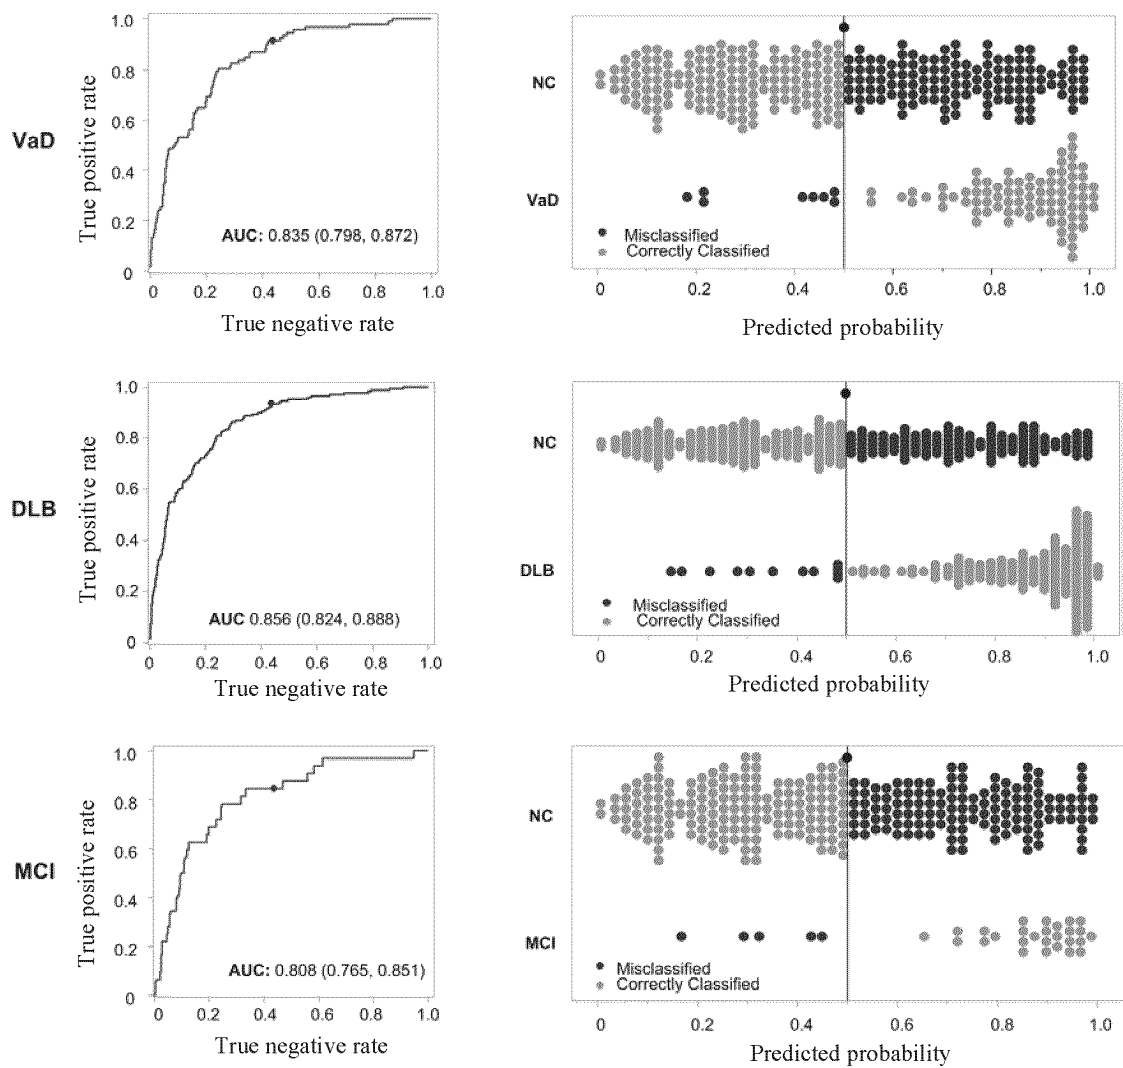 VaD
True positive rate
1.0
0.8
0.6
0.4
0.2
0
AUC: 0.835 (0.798, 0.872)
0 0.2 0.4 0.6 0.8 1.0
True negative rate
NC
VaD
Misclassified
Correctly Classified
0 0.2 0.4 0.6 0.8 1.0
Predicted probability
DLB
True positive rate
1.0
0.8
0.6
0.4
0.2
0
AUC 0.856 (0.824, 0.888)
0 0.2 0.4 0.6 0.8 1.0
True negative rate
NC
DLB
Misclassified
Correctly Classified
0 0.2 0.4 0.6 0.8 1.0
Predicted probability
MCI
True positive rate
1.0
0.8
0.6
0.4
0.2
0
AUC: 0.808 (0.765, 0.851)
0 0.2 0.4 0.6 0.8 1.0
True negative rate
NC
MCI
Misclassified
Correctly Classified
0 0.2 0.4 0.6 0.8 1.0
Predicted probability